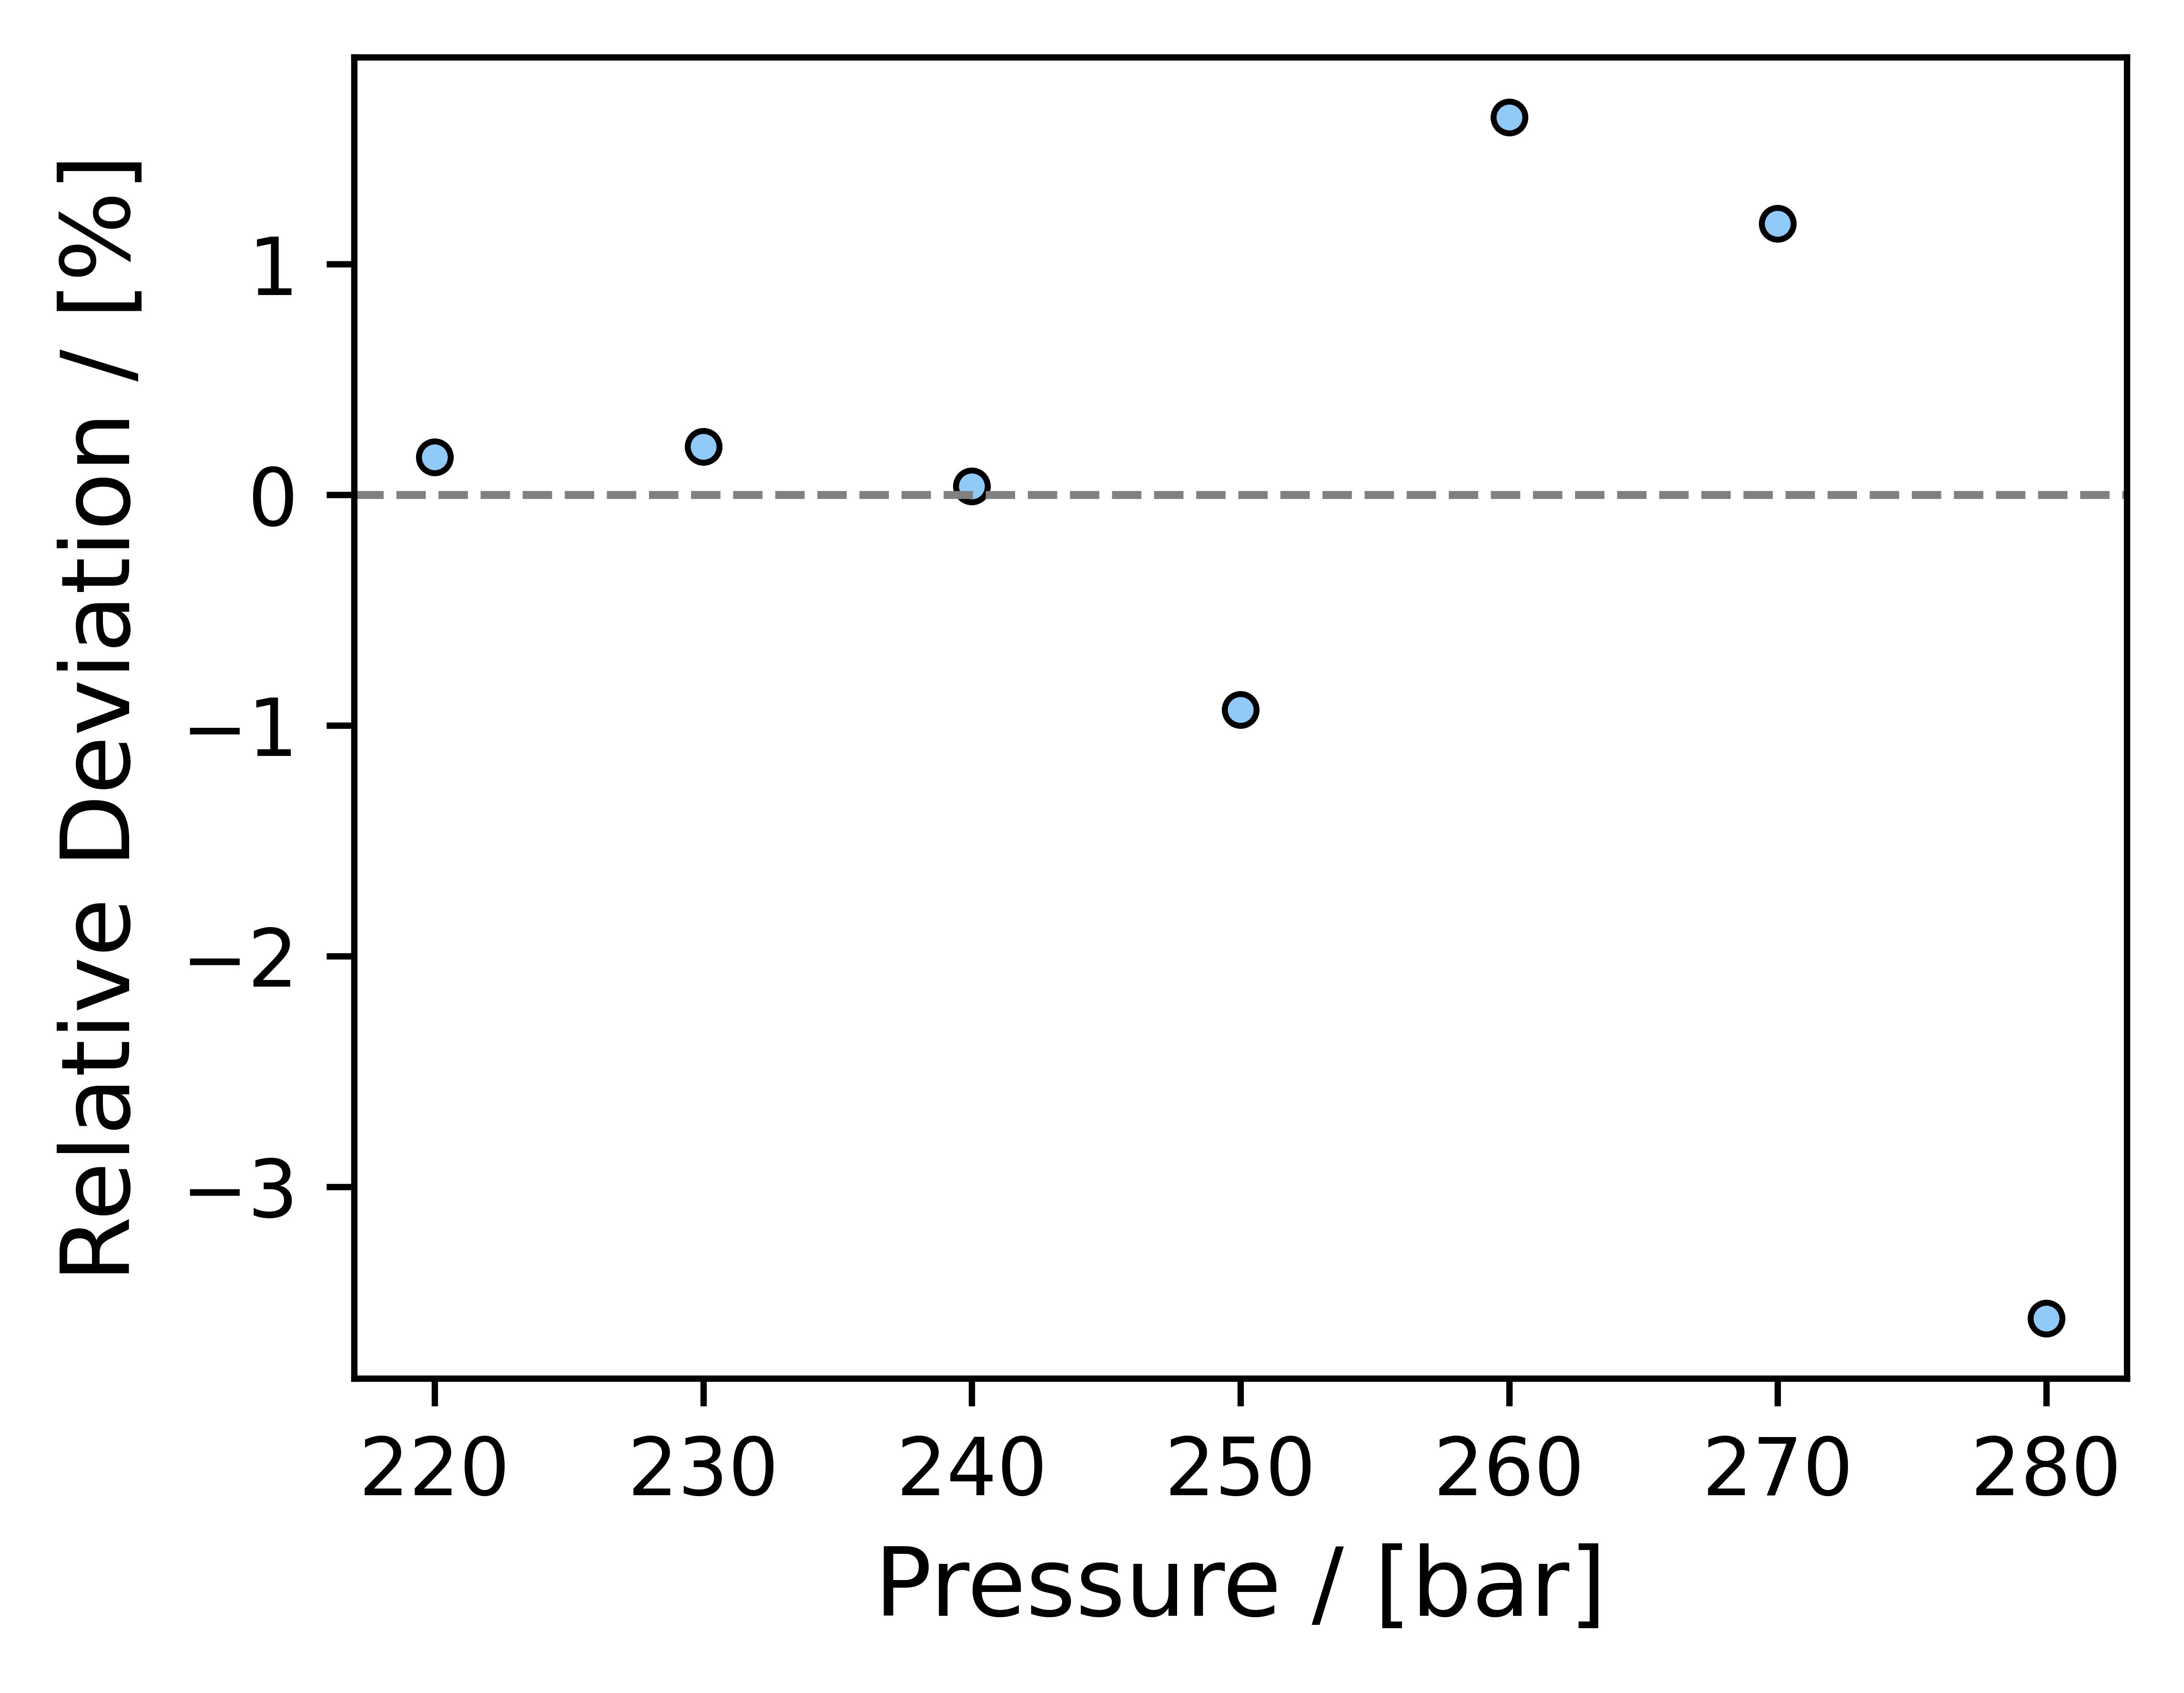 Relative Deviation / [%]
1
0
−1
−2
−3
220 230 240 250 260 270 280
Pressure / [bar]